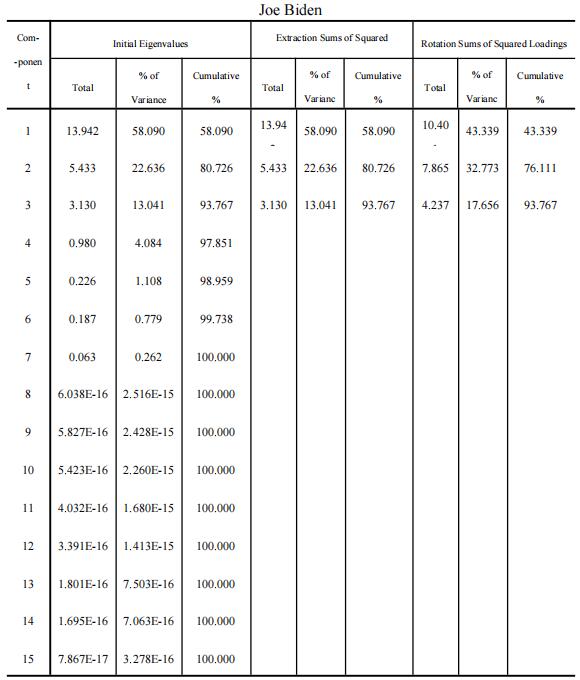 Joe Biden
Com- Initial Eigenvalues Extraction Sums of Squared Rotation Sums of Squared Loadings
-ponen
t Total % of Variance Cumulative % Total % of Varianc Cumulative % Total % of Varianc Cumulative %
1 13.942 58.090 58.090 13.94 58.090 58.090 10.40 43.339 43.339
2 5.433 22.636 80.726 5.433 22.636 80.726 7.865 32.773 76.111
3 3.130 13.041 93.767 3.130 13.041 93.767 4.237 17.656 93.767
4 0.980 4.084 97.851
5 0.226 1.108 98.959
6 0.187 0.779 99.738
7 0.063 0.262 100.000
8 6.038E-16 2.516E-15 100.000
9 5.827E-16 2.428E-15 100.000
10 5.423E-16 2.260E-15 100.000
11 4.032E-16 1.680E-15 100.000
12 3.391E-16 1.413E-15 100.000
13 1.801E-16 7.503E-16 100.000
14 1.695E-16 7.063E-16 100.000
15 7.867E-17 3.278E-16 100.000